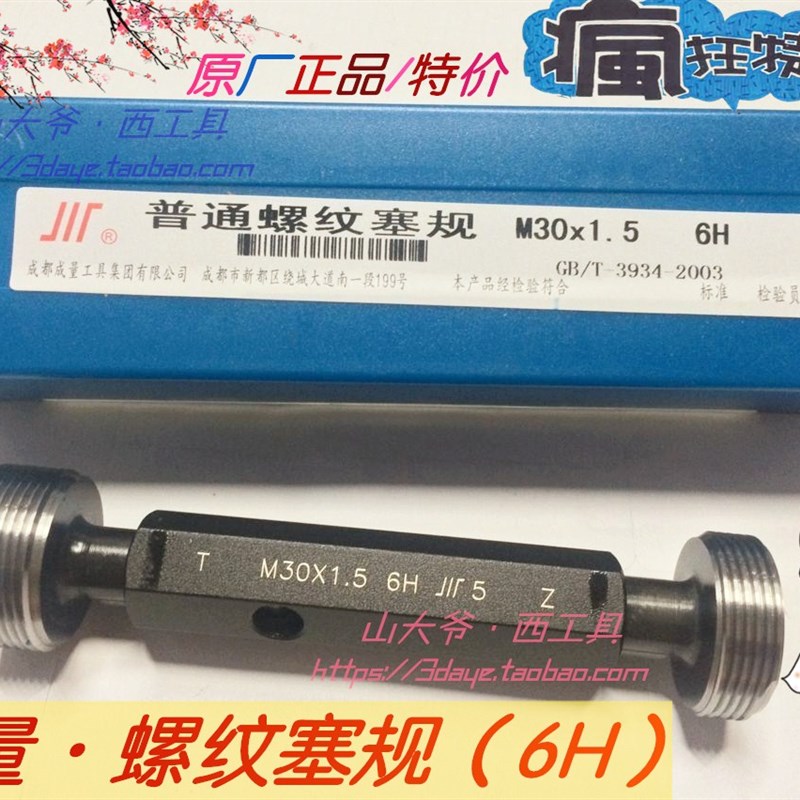 原厂正品/特价
瘋狂特
山大爷·西工具
//3daye.taobao.com
JIT® 普通螺纹塞规 M30x1.5 6H
GB/T-3934-2003
成都成量工具集团有限公司 成都市新都区绕城大道南一段199号 本产品经检验符合 标准 检验员
T M30X1.5 6H JIT 5 Z
山大爷·西工具
https://3daye.taobao.com
量·螺纹塞规（6H）